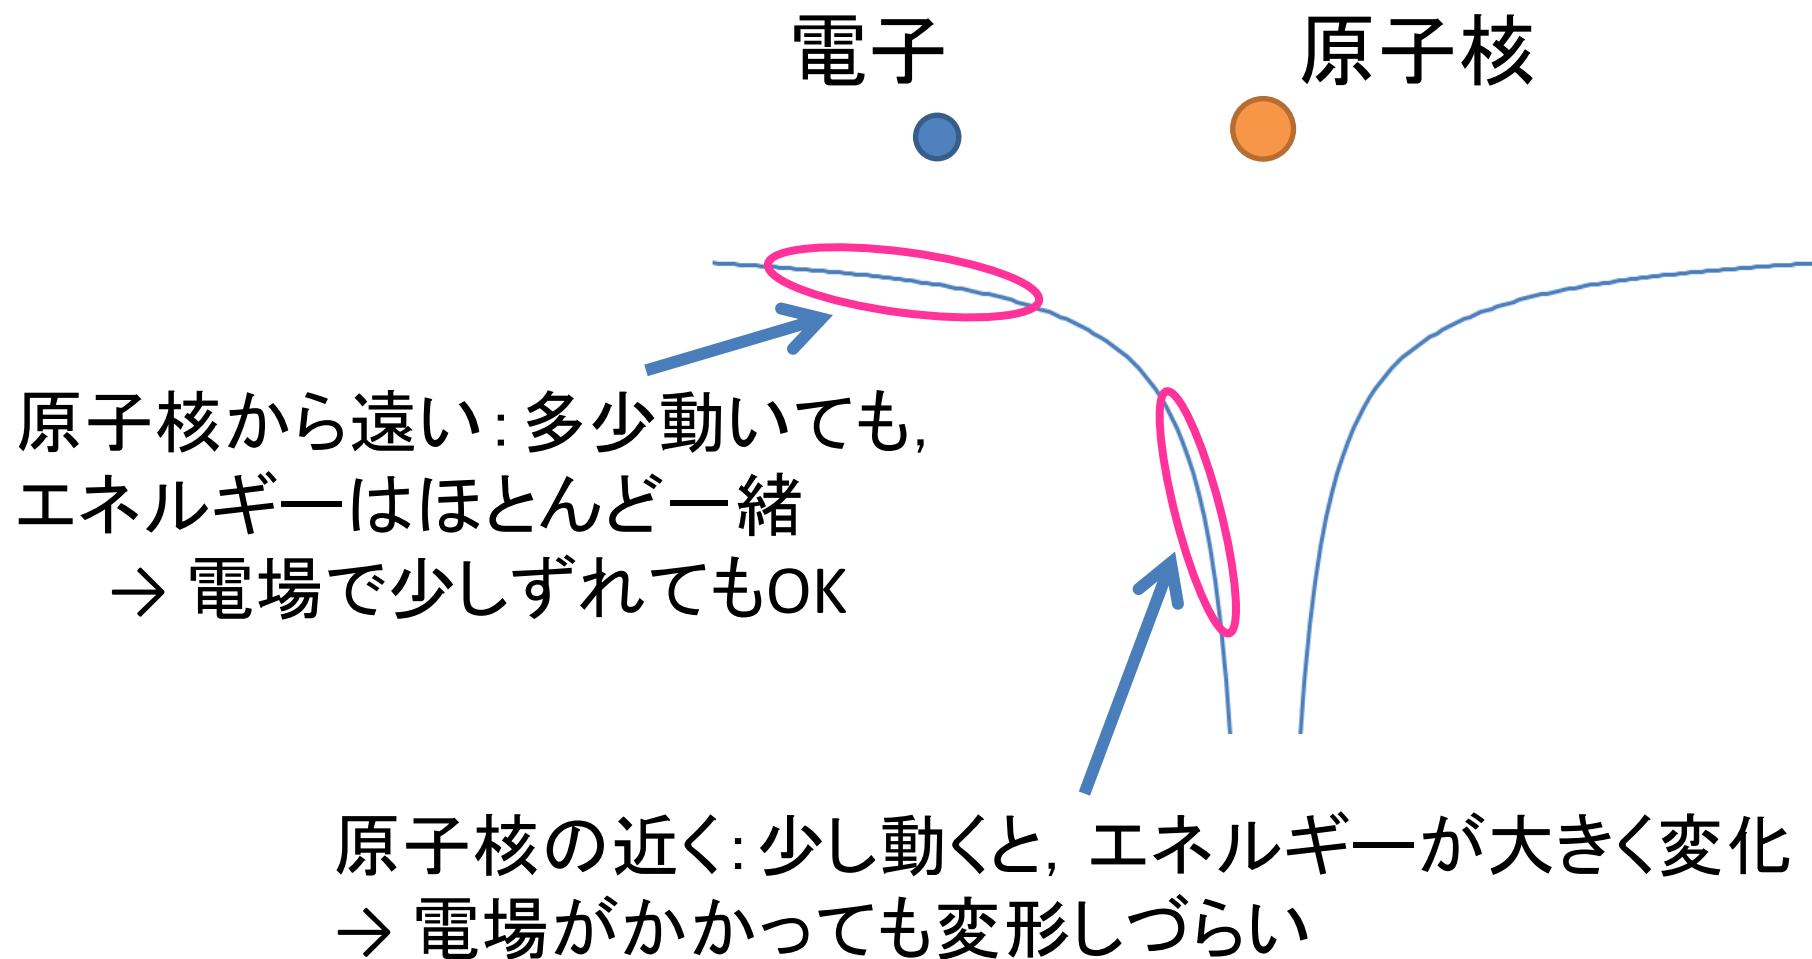 電子
原子核
原子核から遠い：多少動いても，
エネルギーはほとんど一緒
→ 電場で少しずれてもOK
原子核の近く：少し動くと，エネルギーが大きく変化
→ 電場がかかっても変形しづらい